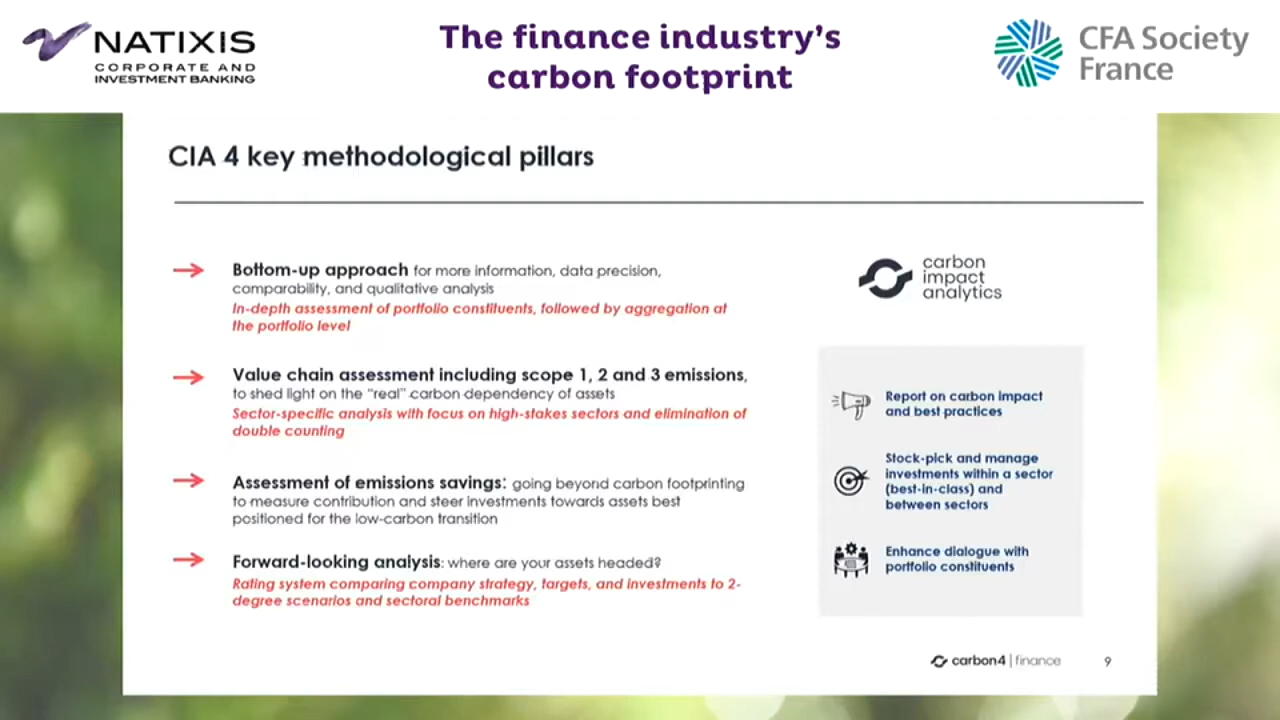 NATIXIS
CORPORATE AND
INVESTMENT BANKING
The finance industry's
carbon footprint
CFA Society
France
CIA 4 key methodological pillars
Bottom-up approach for more information, data precision,
comparability, and qualitative analysis
In-depth assessment of portfolio constituents, followed by aggregation at
the portfolio level
Value chain assessment including scope 1, 2 and 3 emissions,
to shed light on the "real" carbon dependency of assets
Sector-specific analysis with focus on high-stakes sectors and elimination of
double counting
Assessment of emissions savings: going beyond carbon footprinting
to measure contribution and steer investments towards assets best
positioned for the low-carbon transition
Forward-looking analysis: where are your assets headed?
Rating system comparing company strategy, targets, and investments to 2-
degree scenarios and sectoral benchmarks
carbon
impact
analytics
Report on carbon impact
and best practices
Stock-pick and manage
investments within a sector
(best-in-class) and
between sectors
Enhance dialogue with
portfolio constituents
carbon4 | finance
9